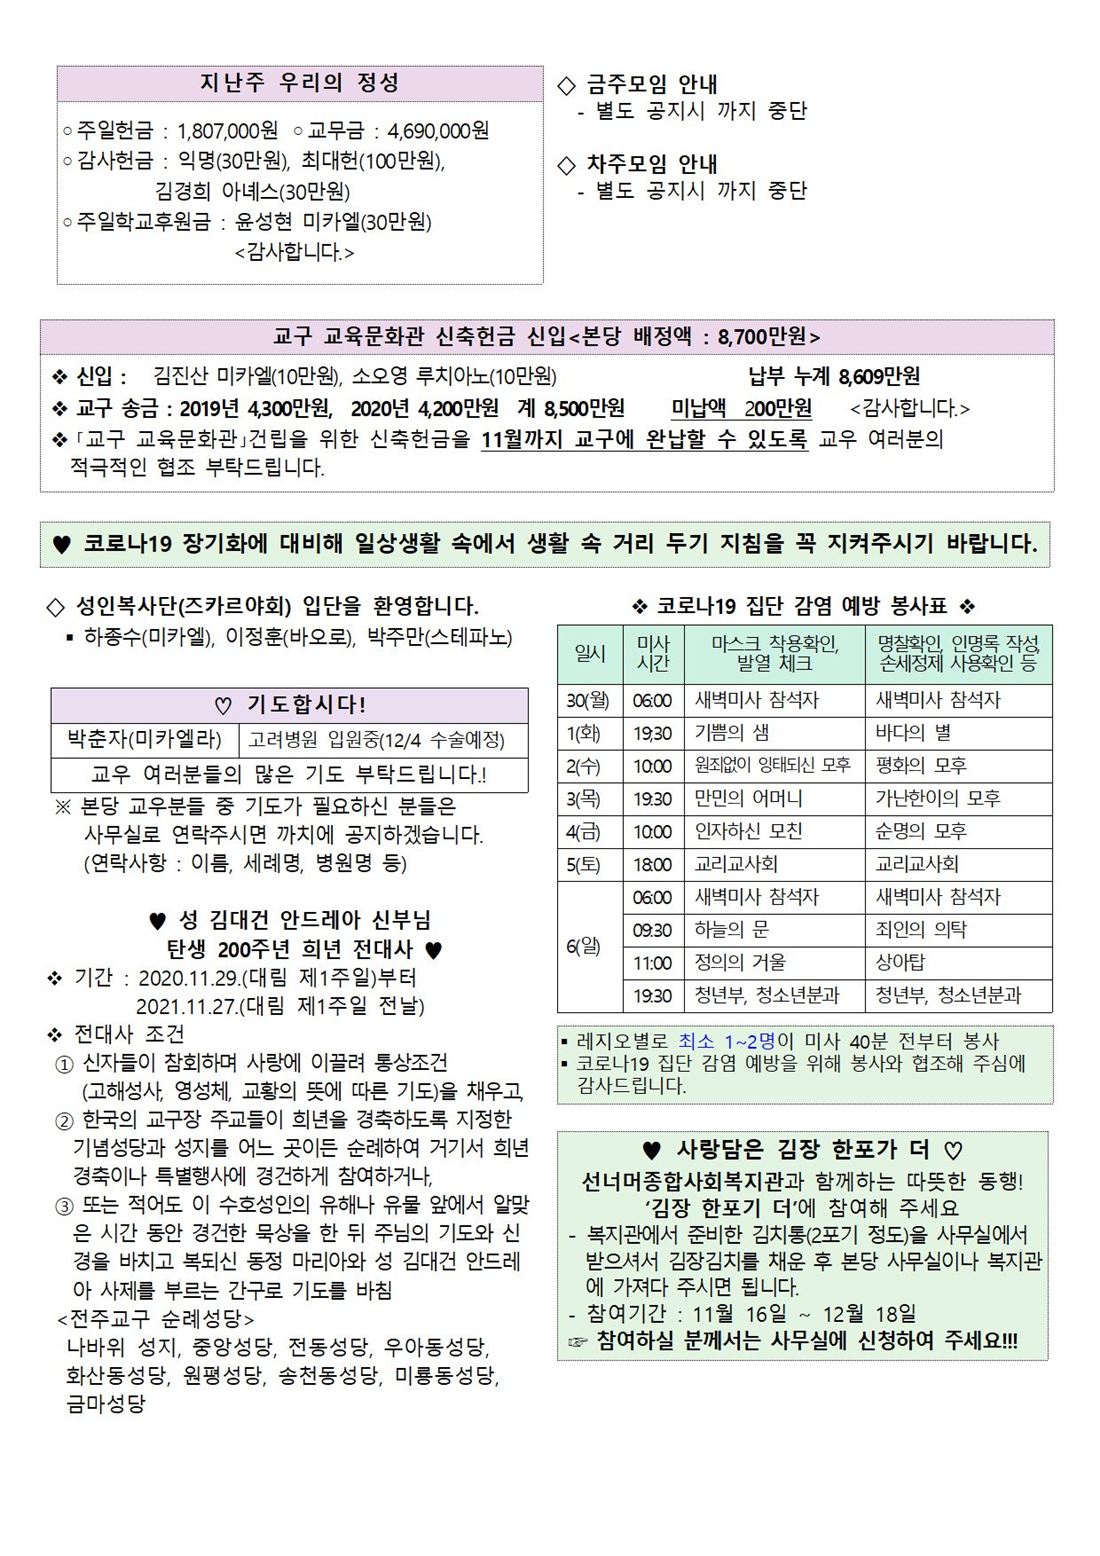 지난주 우리의 정성
○ 주일헌금 : 1,807,000원 ○ 교무금 : 4,690,000원
○ 감사헌금 : 익명(30만원), 최대헌(100만원),
김경희 아녜스(30만원)
○ 주일학교후원금 : 윤성현 미카엘(30만원)
<감사합니다.>
◇ 금주모임 안내
- 별도 공지시 까지 중단
◇ 차주모임 안내
- 별도 공지시 까지 중단
교구 교육문화관 신축헌금 신입<본당 배정액 : 8,700만원>
❖ 신입 : 김진산 미카엘(10만원), 소오영 루치아노(10만원) 납부 누계 8,609만원
❖ 교구 송금 : 2019년 4,300만원, 2020년 4,200만원 계 8,500만원 미납액 200만원 <감사합니다.>
❖「교구 교육문화관」건립을 위한 신축헌금을 11월까지 교구에 완납할 수 있도록 교우 여러분의
적극적인 협조 부탁드립니다.
♥ 코로나19 장기화에 대비해 일상생활 속에서 생활 속 거리 두기 지침을 꼭 지켜주시기 바랍니다.
◇ 성인복사단(즈카르야회) 입단을 환영합니다.
▪ 하종수(미카엘), 이정훈(바오로), 박주만(스테파노)
♡ 기도합시다!
박춘자(미카엘라) 고려병원 입원중(12/4 수술예정)
교우 여러분들의 많은 기도 부탁드립니다.!
※ 본당 교우분들 중 기도가 필요하신 분들은
사무실로 연락주시면 까치에 공지하겠습니다.
(연락사항 : 이름, 세례명, 병원명 등)
♥ 성 김대건 안드레아 신부님
탄생 200주년 희년 전대사 ♥
❖ 기간 : 2020.11.29.(대림 제1주일)부터
2021.11.27.(대림 제1주일 전날)
❖ 전대사 조건
① 신자들이 참회하며 사랑에 이끌려 통상조건
(고해성사, 영성체, 교황의 뜻에 따른 기도)을 채우고,
② 한국의 교구장 주교들이 희년을 경축하도록 지정한
기념성당과 성지를 어느 곳이든 순례하여 거기서 희년
경축이나 특별행사에 경건하게 참여하거나,
③ 또는 적어도 이 수호성인의 유해나 유물 앞에서 알맞
은 시간 동안 경건한 묵상을 한 뒤 주님의 기도와 신
경을 바치고 복되신 동정 마리아와 성 김대건 안드레
아 사제를 부르는 간구로 기도를 바침
<전주교구 순례성당>
나바위 성지, 중앙성당, 전동성당, 우아동성당,
화산동성당, 원평성당, 송천동성당, 미룡동성당,
금마성당
❖ 코로나19 집단 감염 예방 봉사표 ❖
일시 미사 시간 마스크 착용확인, 발열 체크 명찰확인, 인명록 작성, 손세정제 사용확인 등
30(월) 06:00 새벽미사 참석자 새벽미사 참석자
1(화) 19;30 기쁨의 샘 바다의 별
2(수) 10:00 원죄없이 잉태되신 모후 평화의 모후
3(목) 19:30 만민의 어머니 가난한이의 모후
4(금) 10:00 인자하신 모친 순명의 모후
5(토) 18:00 교리교사회 교리교사회
6(일) 06:00 새벽미사 참석자 새벽미사 참석자
09:30 하늘의 문 죄인의 의탁
11:00 정의의 거울 상아탑
19:30 청년부, 청소년분과 청년부, 청소년분과
▪ 레지오별로 최소 1~2명이 미사 40분 전부터 봉사
▪ 코로나19 집단 감염 예방을 위해 봉사와 협조해 주심에
감사드립니다.
♥ 사랑담은 김장 한포가 더 ♡
선너머종합사회복지관과 함께하는 따뜻한 동행!
‘김장 한포기 더’에 참여해 주세요
- 복지관에서 준비한 김치통(2포기 정도)을 사무실에서
받으셔서 김장김치를 채운 후 본당 사무실이나 복지관
에 가져다 주시면 됩니다.
- 참여기간 : 11월 16일 ~ 12월 18일
☞ 참여하실 분께서는 사무실에 신청하여 주세요!!!